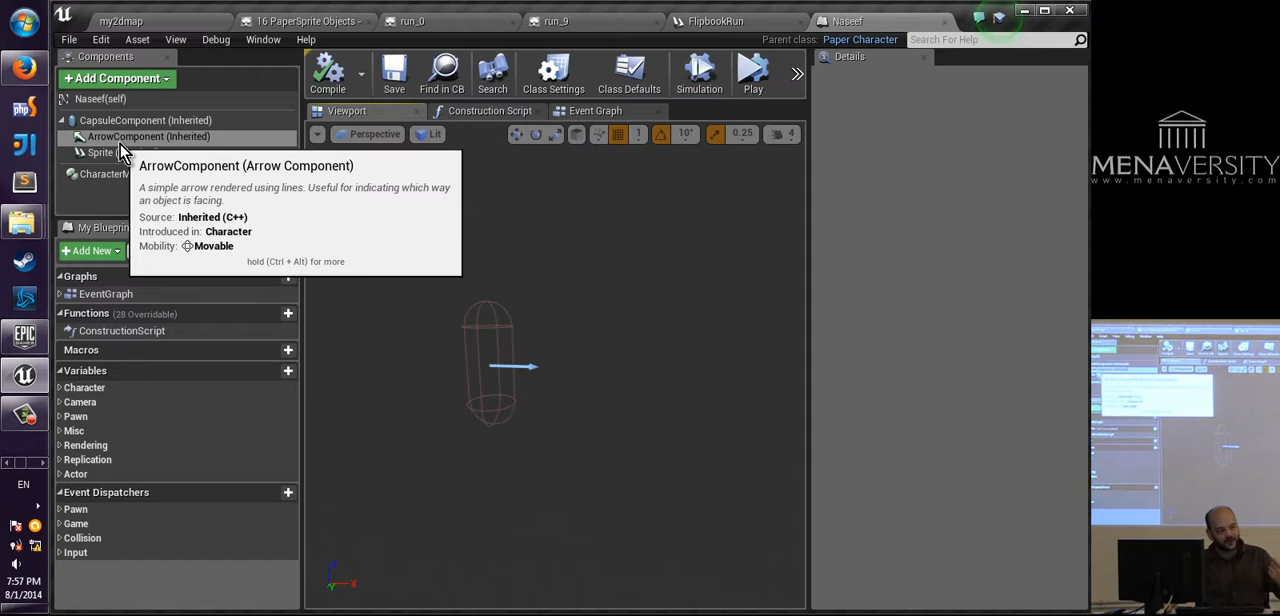 my2dmap
16 PaperSprite Objects -
run_0
run_9
FlipbookRun
Naseef
File Edit Asset View Debug Window Help
Parent class: Paper Character
Search For Help
Components
+ Add Component
Naseef(self)
CapsuleComponent (Inherited)
ArrowComponent (Inherited)
Sprite (
CharacterM
My Blueprin
+ Add New
Graphs
EventGraph
Functions (28 Overridable)
ConstructionScript
Macros
Variables
Character
Camera
Pawn
Misc
Rendering
Replication
Actor
Event Dispatchers
Pawn
Game
Collision
Input
Compile
Save
Find in CB
Search
Class Settings
Class Defaults
Simulation
Play
Viewport
Construction Script
Event Graph
Perspective
Lit
1
10°
0.25
4
ArrowComponent (Arrow Component)
A simple arrow rendered using lines. Useful for indicating which way
an object is facing.
Source: Inherited (C++)
Introduced in: Character
Mobility: Movable
hold (Ctrl + Alt) for more
Details
MENAVERSITY
www.menaversity.com
php
S
EPIC
GAMES
EN
7:57 PM
8/1/2014